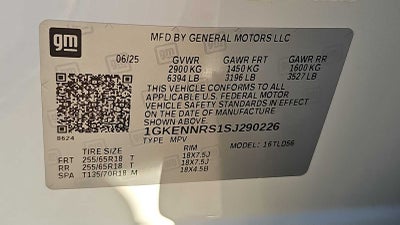 gm
MFD BY GENERAL MOTORS LLC
06/25 GVWR GAWR FRT GAWR RR
2900 KG 1450 KG 1600 KG
6394 LB 3196 LB 3527 LB
THIS VEHICLE CONFORMS TO ALL
APPLICABLE U.S. FEDERAL MOTOR
VEHICLE SAFETY STANDARDS IN EFFECT
ON THE DATE OF MANUFACTURE
SHOWN ABOVE.
1GKENNRS1SJ290226
TYPE: MPV MODEL: 1STLD56
8624
TIRE SIZE RIM
FRT 255/65R18 T 18X7.5J
RR 255/65R18 T 18X7.5J
SPA T135/70R18 M 18X4.5B